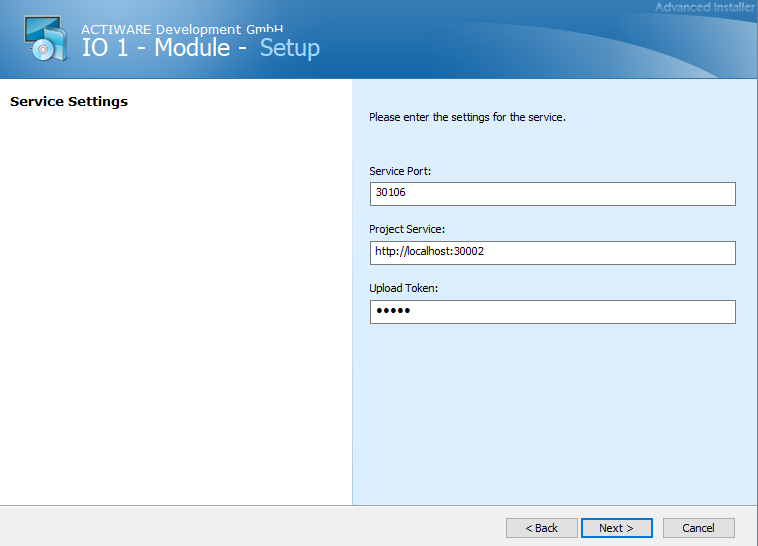 Advanced Installer
ACTIWARE Development GmbH
IO 1 - Module - Setup
Service Settings
Please enter the settings for the service.
Service Port:
30106
Project Service:
http://localhost:30002
Upload Token:
•••••
< Back
Next >
Cancel